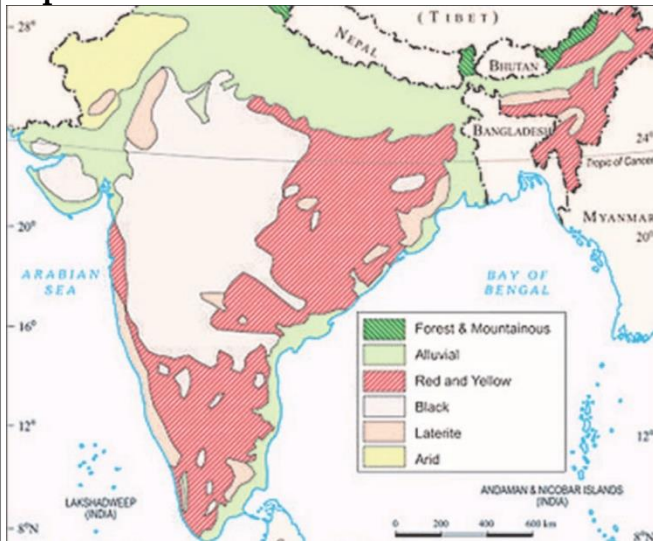 (TIBET)
28°
NEPAL
BHUTAN
BANGLADESH
24°
Tropic of Cancer
MYANMAR
20°
20°
ARABIAN
SEA
BAY OF
BENGAL
16°
Forest & Mountainous
Alluvial
Red and Yellow
Black
Laterite
Arid
12°
12°
LAKSHADWEEP
(INDIA)
ANDAMAN & NICOBAR ISLANDS
(INDIA)
8°N
0 200 400 600 km
8°N